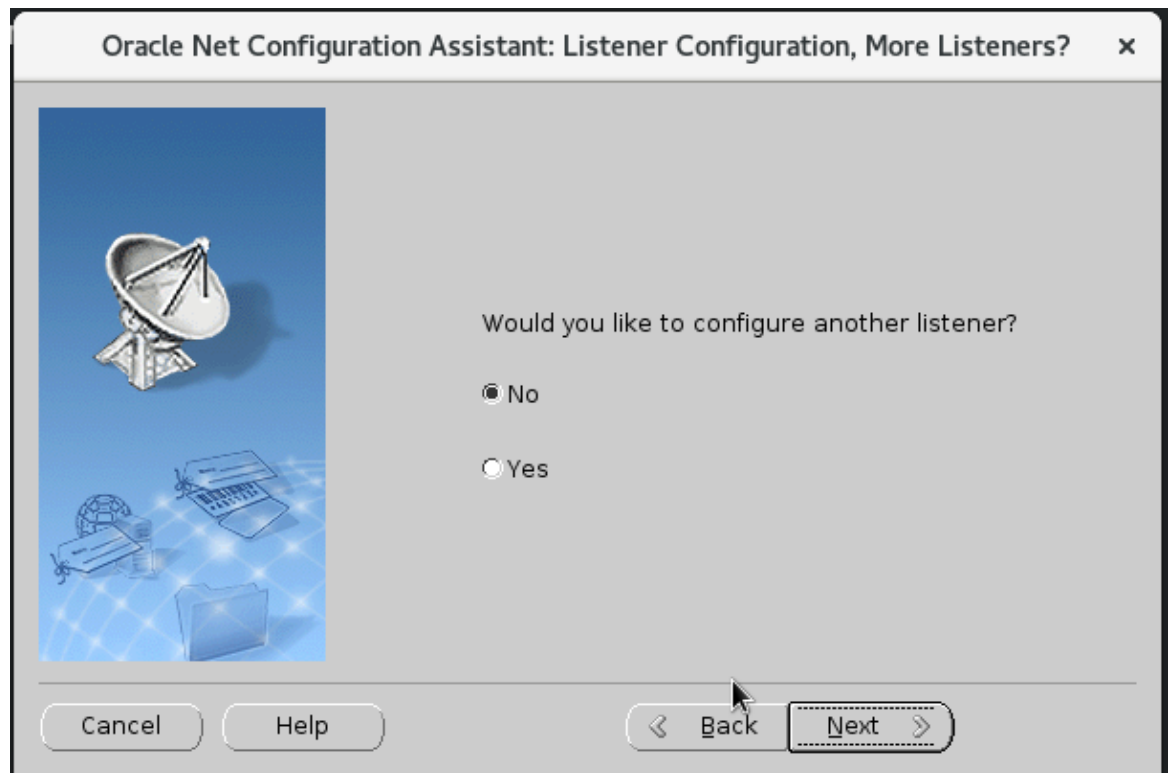 Oracle Net Configuration Assistant: Listener Configuration, More Listeners?
Would you like to configure another listener?
No
Yes
Cancel
Help
Back
Next